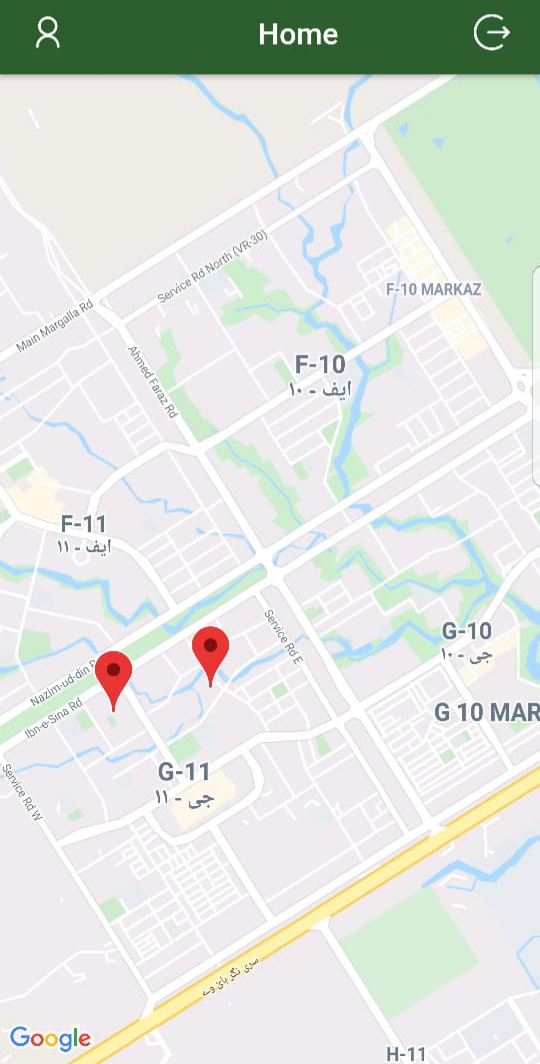 Home
Service Rd North (VR-30)
F-10 MARKAZ
Main Margalla Rd
Ahmed Faraz Rd
F-10
ایف - ۱۰
F-11
ایف - ۱۱
Service Rd E
G-10
جی - ۱۰
Nazim-ud-din
Ibn-e-Sina Rd
G 10 MAR
G-11
جی - ۱۱
Service Rd W
سری نگر ہائی وے
Google
H-11